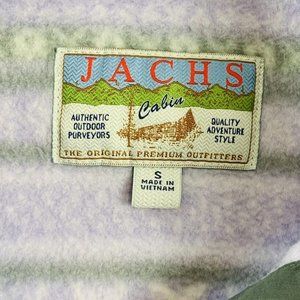 JACHS
Cabin
AUTHENTIC
OUTDOOR
PURVEYORS
QUALITY
ADVENTURE
STYLE
THE ORIGINAL PREMIUM OUTFITTERS
S
MADE IN
VIETNAM